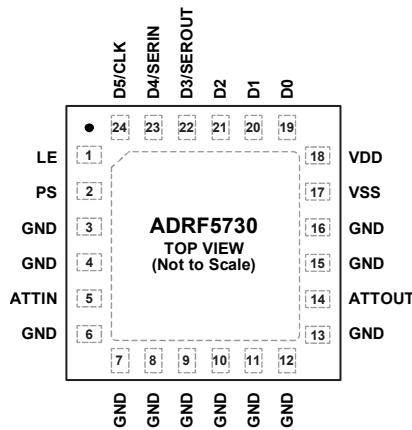 D5/CLK
D4/SERIN
D3/SEROUT
D2
D1
D0
24 23 22 21 20 19
LE 1
PS 2
GND 3
GND 4
ATTIN 5
GND 6
ADRF5730
TOP VIEW
(Not to Scale)
18 VDD
17 VSS
16 GND
15 GND
14 ATTOUT
13 GND
7 8 9 10 11 12
GND
GND
GND
GND
GND
GND